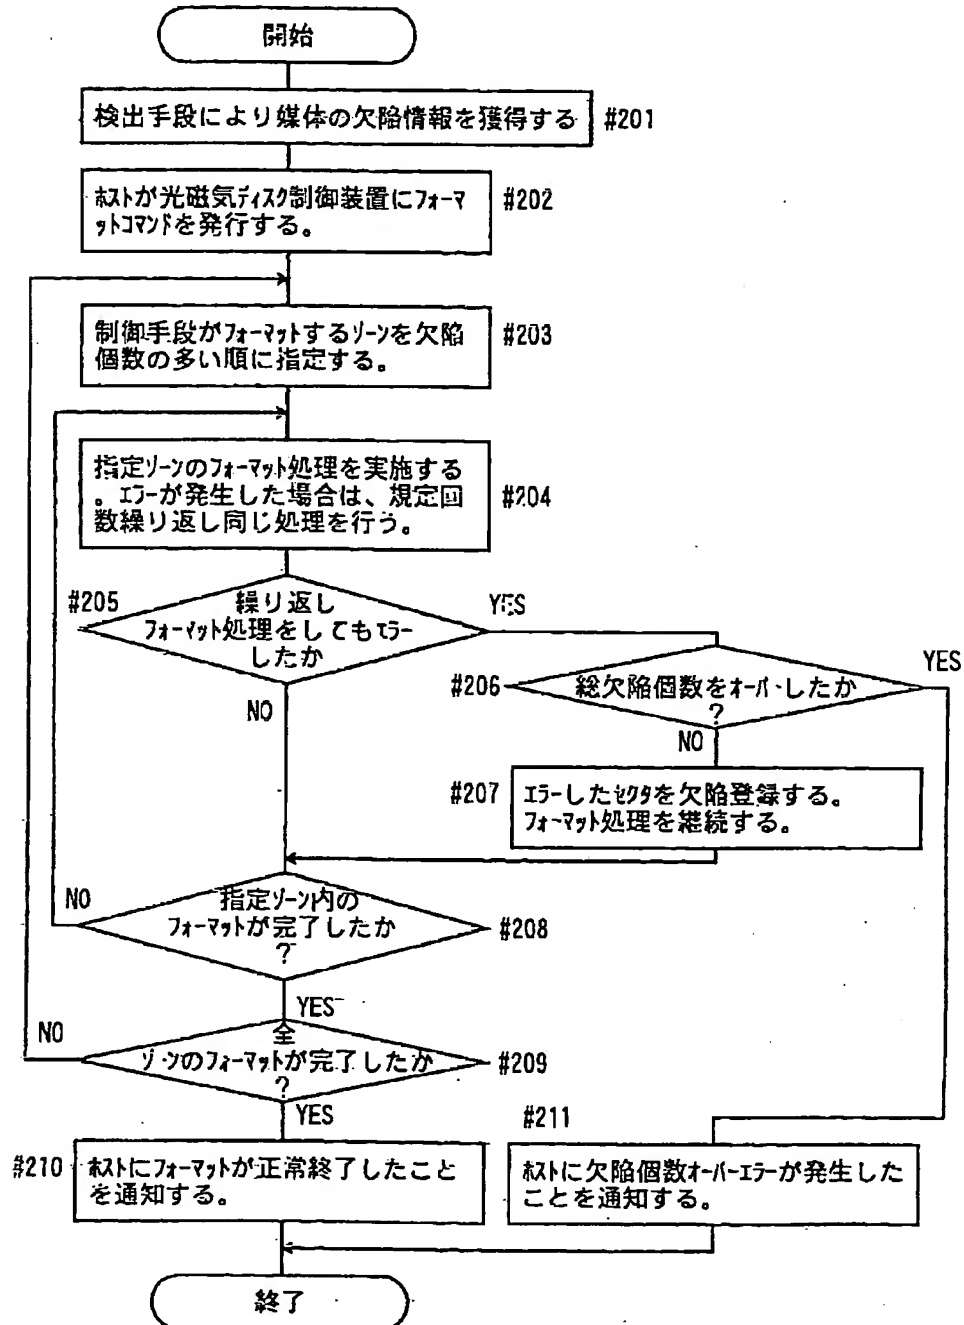 開始
検出手段により媒体の欠陥情報を獲得する
#201
ﾎｽﾄが光磁気ﾃﾞｨｽｸ制御装置にﾌｫｰﾏ
ｯﾄｺﾏﾝﾄﾞを発行する。
#202
制御手段がﾌｫｰﾏｯﾄするｿﾞｰﾝを欠陥
個数の多い順に指定する。
#203
指定ｿﾞｰﾝのﾌｫｰﾏｯﾄ処理を実施する
。ｴﾗｰが発生した場合は、規定回
数繰り返し同じ処理を行う。
#204
#205
繰り返し
ﾌｫｰﾏｯﾄ処理をしてもｴﾗｰ
したか
YES
NO
#206
総欠陥個数をｵｰﾊﾞｰしたか
?
YES
NO
#207
ｴﾗｰしたｾｸﾀを欠陥登録する。
ﾌｫｰﾏｯﾄ処理を継続する。
NO
指定ｿﾞｰﾝ内の
ﾌｫｰﾏｯﾄが完了したか
?
#208
YES
NO
全
ｿﾞｰﾝのﾌｫｰﾏｯﾄが完了したか
?
#209
YES
#210
ﾎｽﾄにﾌｫｰﾏｯﾄが正常終了したこと
を通知する。
#211
ﾎｽﾄに欠陥個数ｵｰﾊﾞｰｴﾗｰが発生した
ことを通知する。
終了